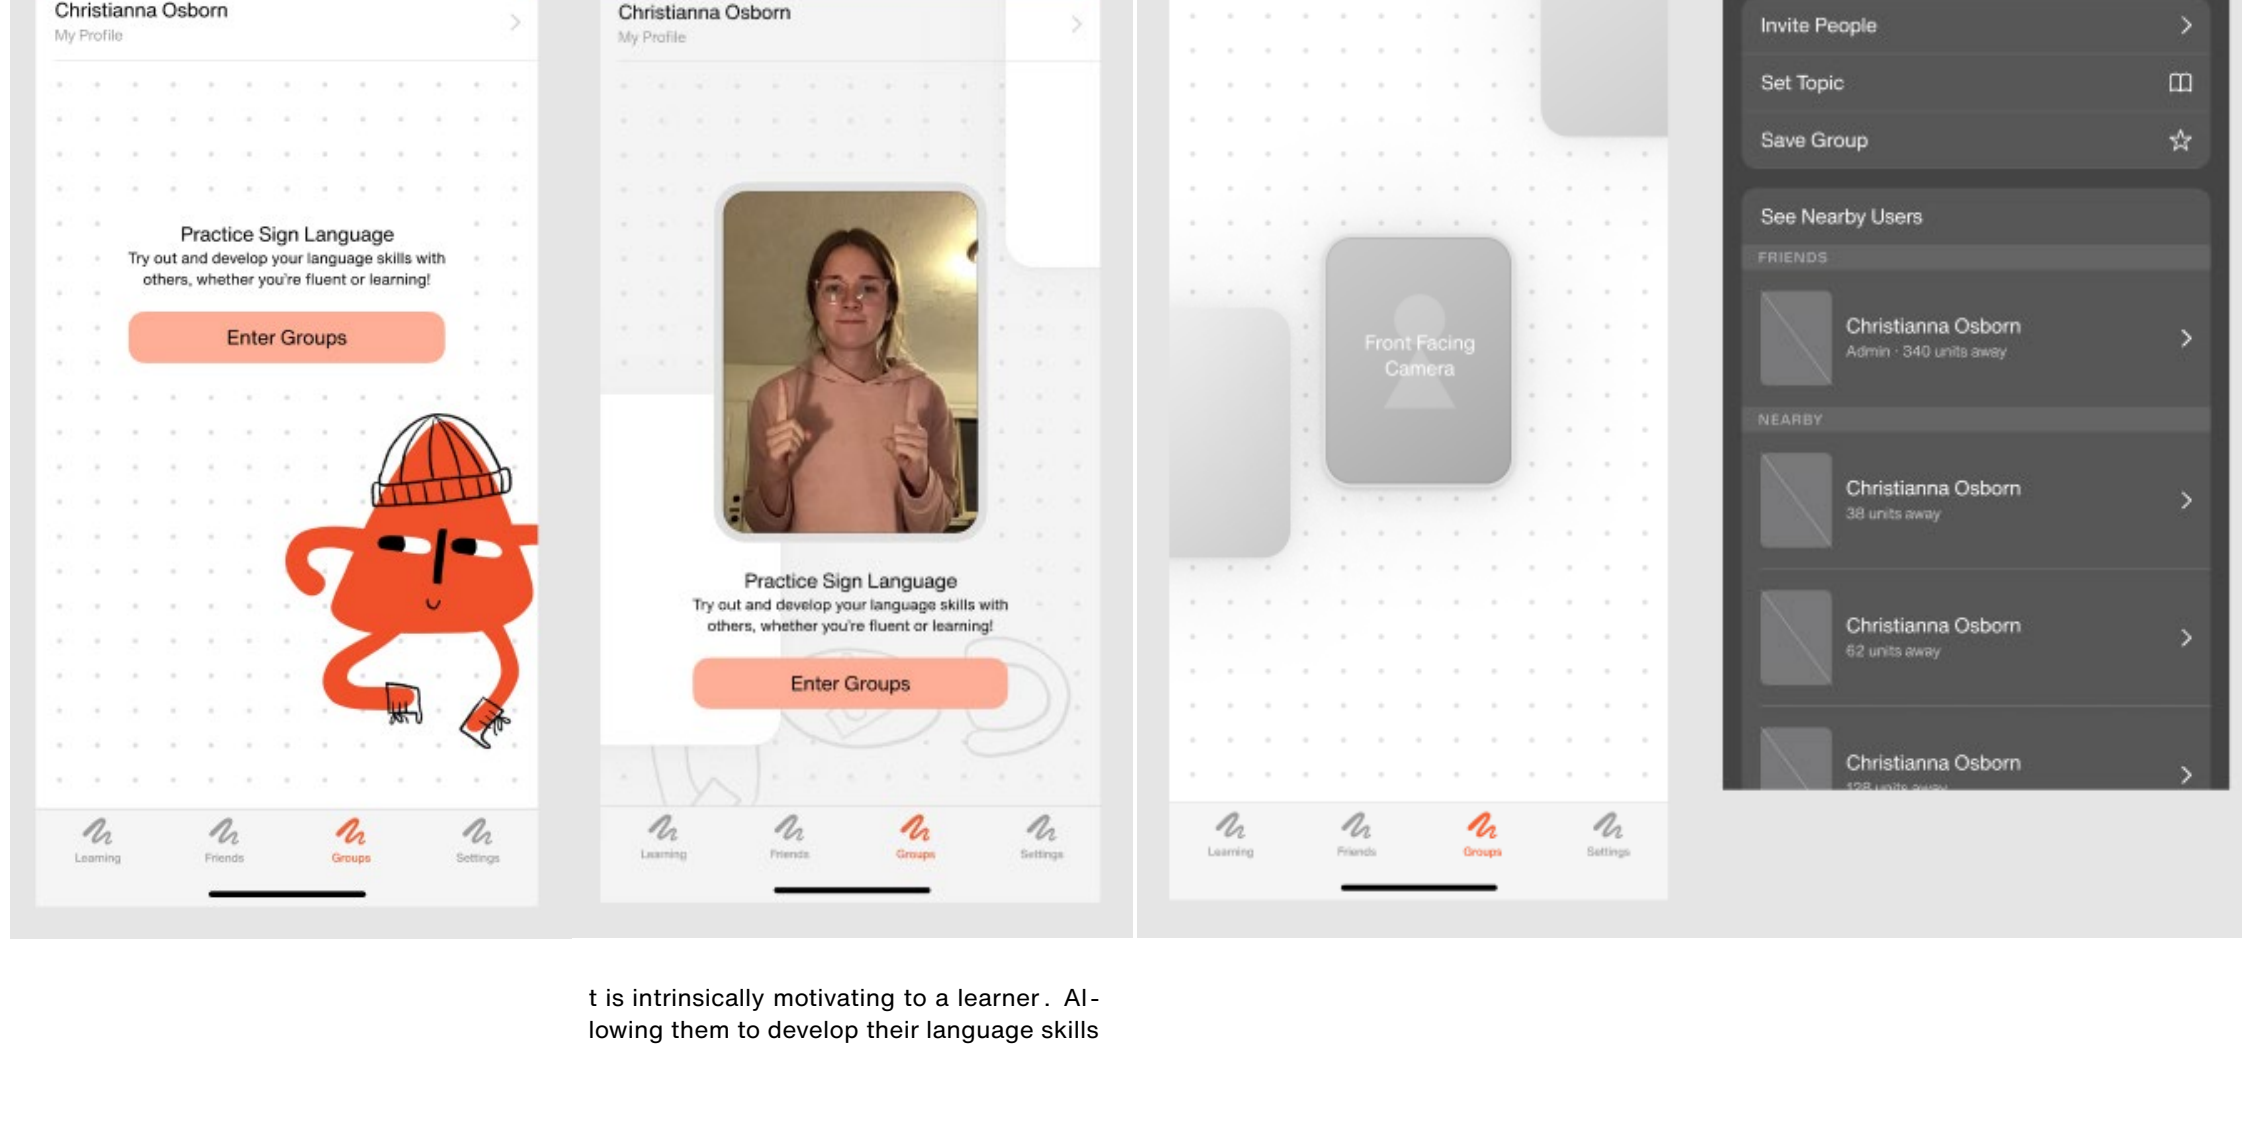 Christianna Osborn
My Profile
Practice Sign Language
Try out and develop your language skills with
others, whether you're fluent or learning!
Enter Groups
Learning
Friends
Groups
Settings
Christianna Osborn
My Profile
Practice Sign Language
Try out and develop your language skills with
others, whether you're fluent or learning!
Enter Groups
Learning
Friends
Groups
Settings
Front Facing
Camera
Learning
Friends
Groups
Settings
Invite People
Set Topic
Save Group
See Nearby Users
FRIENDS
Christianna Osborn
Admin · 340 units away
NEARBY
Christianna Osborn
38 units away
Christianna Osborn
62 units away
Christianna Osborn
128 units away
t is intrinsically motivating to a learner. Al-
lowing them to develop their language skills